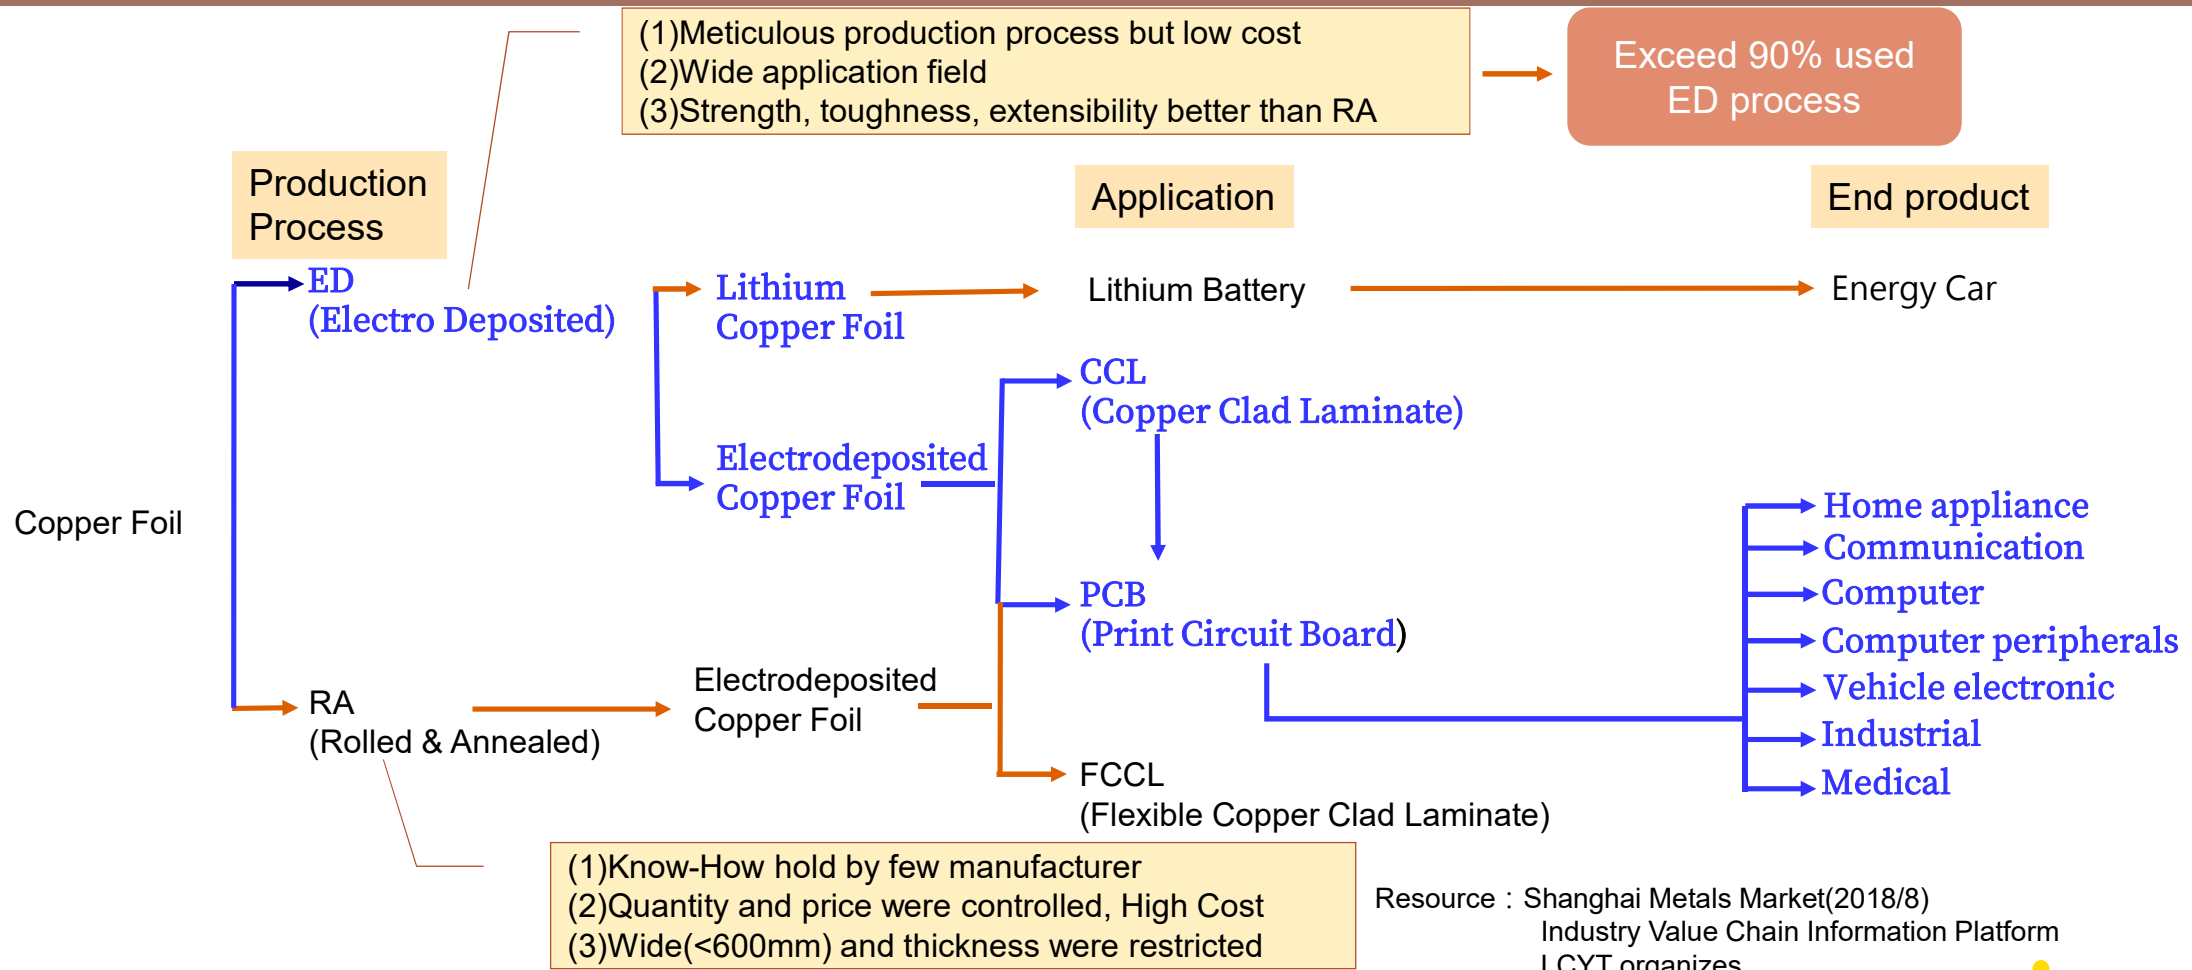 (1)Meticulous production process but low cost
(2)Wide application field
(3)Strength, toughness, extensibility better than RA
Exceed 90% used
ED process
Production
Process
Application
End product
ED
(Electro Deposited)
Lithium
Copper Foil
Lithium Battery
Energy Car
CCL
(Copper Clad Laminate)
Electrodeposited
Copper Foil
Copper Foil
PCB
(Print Circuit Board)
Home appliance
Communication
Computer
Computer peripherals
Vehicle electronic
Industrial
Medical
RA
(Rolled & Annealed)
Electrodeposited
Copper Foil
FCCL
(Flexible Copper Clad Laminate)
(1)Know-How hold by few manufacturer
(2)Quantity and price were controlled, High Cost
(3)Wide(<600mm) and thickness were restricted
Resource：Shanghai Metals Market(2018/8)
Industry Value Chain Information Platform
LCYT organizes